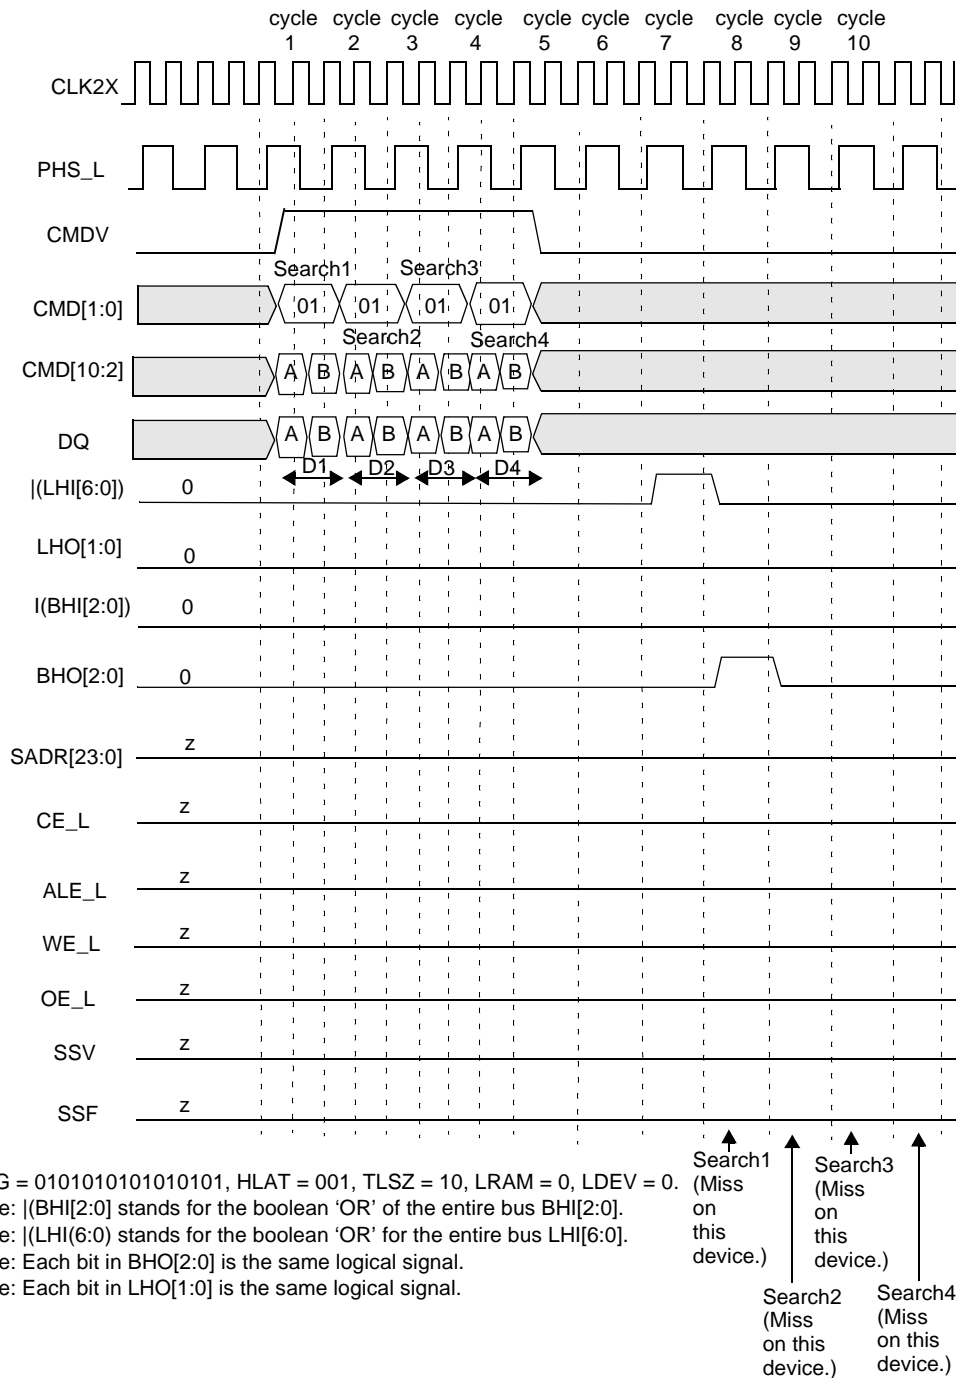 cycle cycle cycle cycle cycle cycle cycle cycle cycle cycle
1 2 3 4 5 6 7 8 9 10
CLK2X
PHS_L
CMDV
Search1 Search3
CMD[1:0] 01 01 01 01
Search2 Search4
CMD[10:2] A B A B A B A B
DQ A B A B A B A B
D1 D2 D3 D4
|(LHI[6:0]) 0
LHO[1:0] 0
I(BHI[2:0]) 0
BHO[2:0] 0
SADR[23:0] z
CE_L z
ALE_L z
WE_L z
OE_L z
SSV z
SSF z
G = 0101010101010101, HLAT = 001, TLSZ = 10, LRAM = 0, LDEV = 0.
e: |(BHI[2:0] stands for the boolean ‘OR’ of the entire bus BHI[2:0].
e: |(LHI(6:0) stands for the boolean ‘OR’ for the entire bus LHI[6:0].
e: Each bit in BHO[2:0] is the same logical signal.
e: Each bit in LHO[1:0] is the same logical signal.
Search1
(Miss
on
this
device.)
Search2
(Miss
on this
device.)
Search3
(Miss
on
this
device.)
Search4
(Miss
on this
device.)